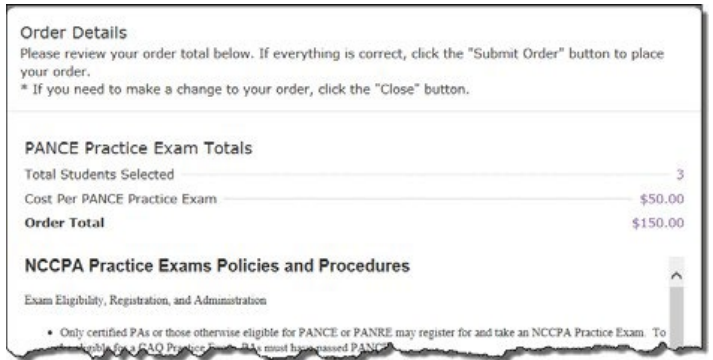 Order Details
Please review your order total below. If everything is correct, click the "Submit Order" button to place
your order.
* If you need to make a change to your order, click the "Close" button.
PANCE Practice Exam Totals
Total Students Selected 3
Cost Per PANCE Practice Exam $50.00
Order Total $150.00
NCCPA Practice Exams Policies and Procedures
Exam Eligibility, Registration, and Administration
• Only certified PAs or those otherwise eligible for PANCE or PANRE may register for and take an NCCPA Practice Exam. To
for a CAQ Practice PAs must have passed PANCE